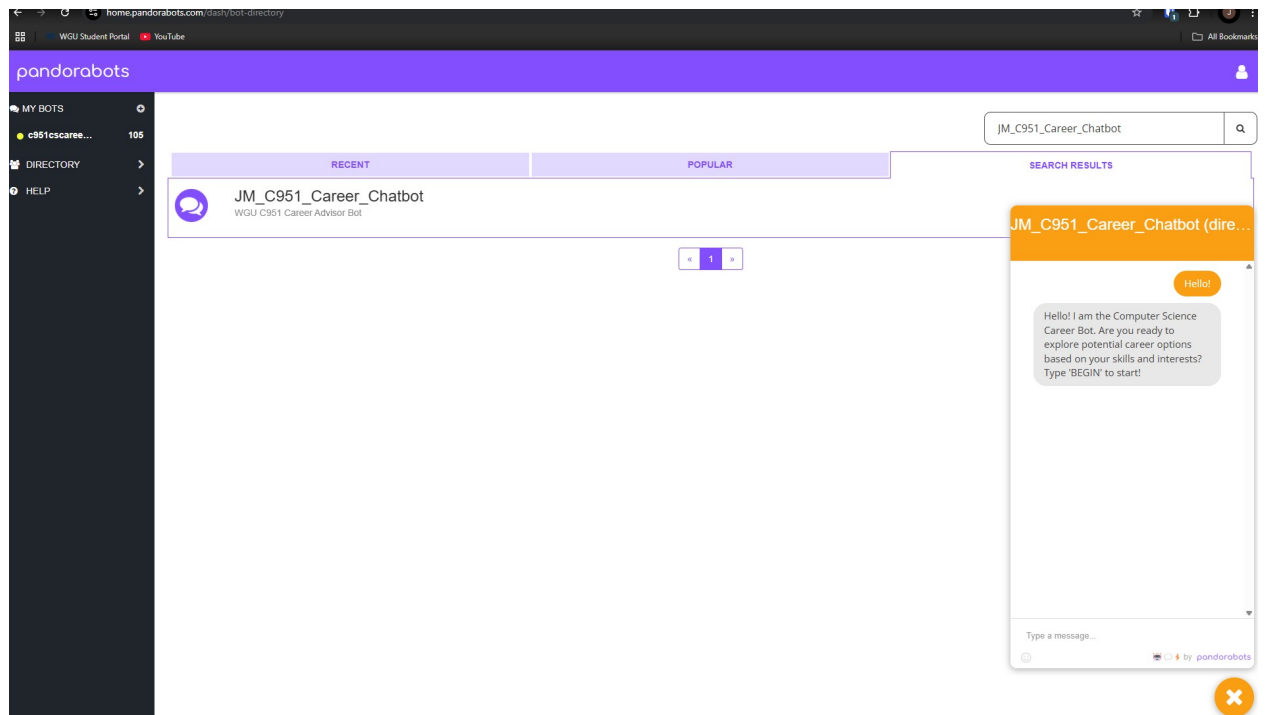 home.pandorabots.com/dash/bot-directory
WGU Student Portal YouTube All Bookmarks
pandorabots
MY BOTS
c951cscaree... 105
DIRECTORY
HELP
JM_C951_Career_Chatbot
RECENT POPULAR SEARCH RESULTS
JM_C951_Career_Chatbot
WGU C951 Career Advisor Bot
« 1 »
JM_C951_Career_Chatbot (dire...
Hello!
Hello! I am the Computer Science
Career Bot. Are you ready to
explore potential career options
based on your skills and interests?
Type 'BEGIN' to start!
Type a message...
by pandorabots